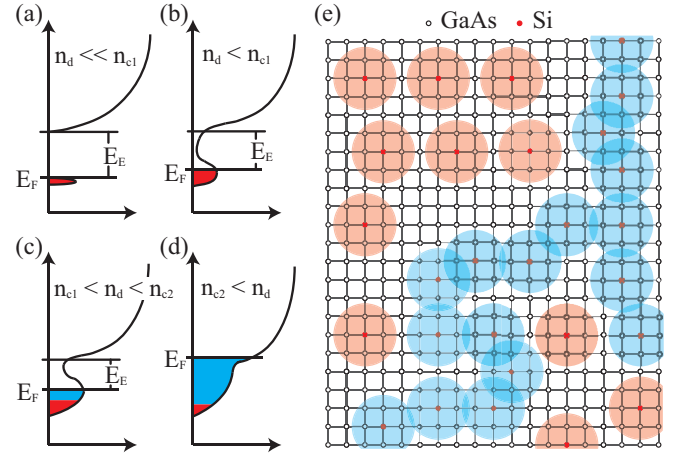 (a)
n_d << n_c1
E_E
E_F
(b)
n_d < n_c1
E_E
E_F
(c)
n_c1 < n_d < n_c2
E_E
E_F
(d)
n_c2 < n_d
E_F
(e)
GaAs
Si